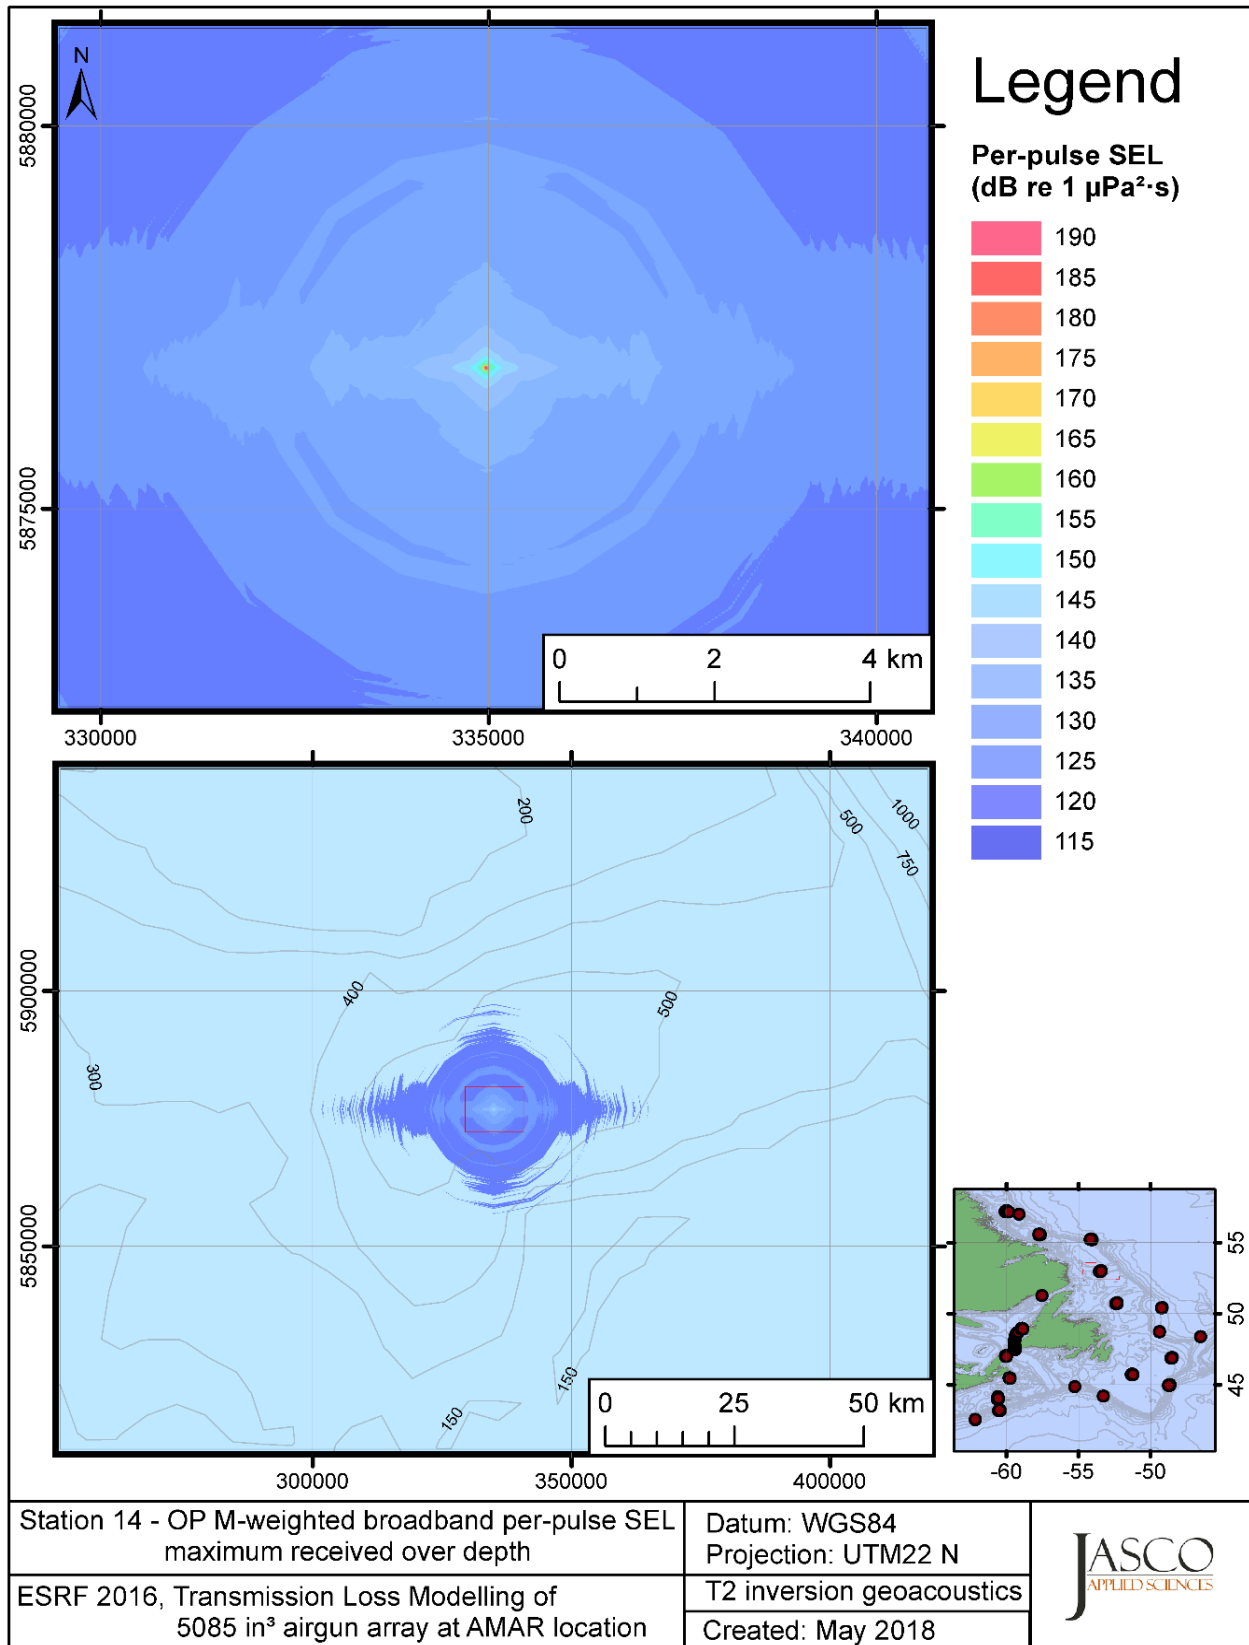 N
5880000
5875000
0 2 4 km
330000 335000 340000
Legend
Per-pulse SEL
(dB re 1 µPa²·s)
190
185
180
175
170
165
160
155
150
145
140
135
130
125
120
115
200
500
1000
750
400
500
300
150
150
5900000
5850000
0 25 50 km
300000 350000 400000
55
50
45
-60 -55 -50
Station 14 - OP M-weighted broadband per-pulse SEL
maximum received over depth
ESRF 2016, Transmission Loss Modelling of
5085 in³ airgun array at AMAR location
Datum: WGS84
Projection: UTM22 N
T2 inversion geoacoustics
Created: May 2018
JASCO
APPLIED SCIENCES